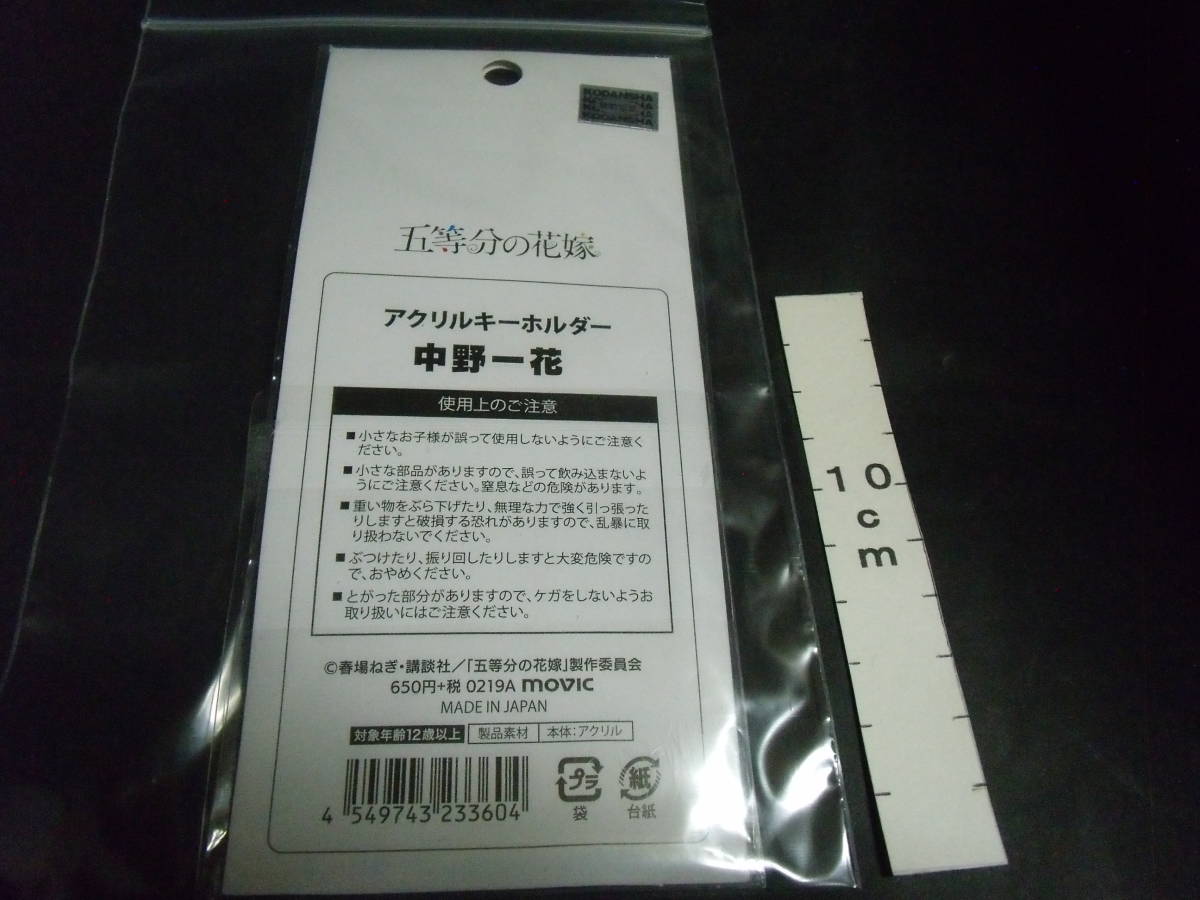 KODANSHA
KODANSHA
五等分の花嫁
アクリルキーホルダー
中野一花
使用上のご注意
■小さなお子様が誤って使用しないようにご注意く
ださい。
■小さな部品がありますので、誤って飲み込まないよ
うにご注意ください。窒息などの危険があります。
■重い物をぶら下げたり、無理な力で強く引っ張った
りしますと破損する恐れがありますので、乱暴に取
り扱わないでください。
■ぶつけたり、振り回したりしますと大変危険ですの
で、おやめください。
■とがった部分がありますので、ケガをしないようお
取り扱いにはご注意ください。
©春場ねぎ・講談社/「五等分の花嫁」製作委員会
650円+税 0219A movic
MADE IN JAPAN
対象年齢12歳以上 製品素材 本体:アクリル
4 549743 233604
プラ
袋
紙
台紙
10
c
m